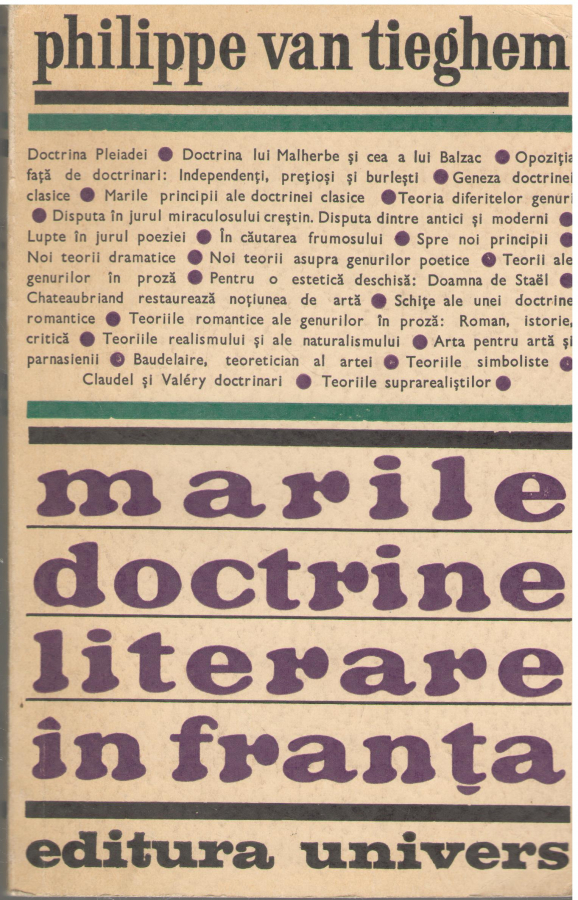 philippe van tieghem
Doctrina Pleiadei ● Doctrina lui Malherbe și cea a lui Balzac ● Opoziția
față de doctrinari: Independenți, prețioși și burlești ● Geneza doctrinei
clasice ● Marile principii ale doctrinei clasice ● Teoria diferitelor genuri
● Disputa în jurul miraculosului creștin. Disputa dintre antici și moderni ●
Lupte în jurul poeziei ● În căutarea frumosului ● Spre noi principii ●
Noi teorii dramatice ● Noi teorii asupra genurilor poetice ● Teorii ale
genurilor în proză ● Pentru o estetică deschisă: Doamna de Staël ●
Chateaubriand restaurează noțiunea de artă ● Schițe ale unei doctrine
romantice ● Teoriile romantice ale genurilor în proză: Roman, istorie,
critică ● Teoriile realismului și ale naturalismului ● Arta pentru artă și
parnasienii ● Baudelaire, teoretician al artei ● Teoriile simboliste ●
Claudel și Valéry doctrinari ● Teoriile suprarealiștilor ●
marile
doctrine
literare
în franța
editura univers